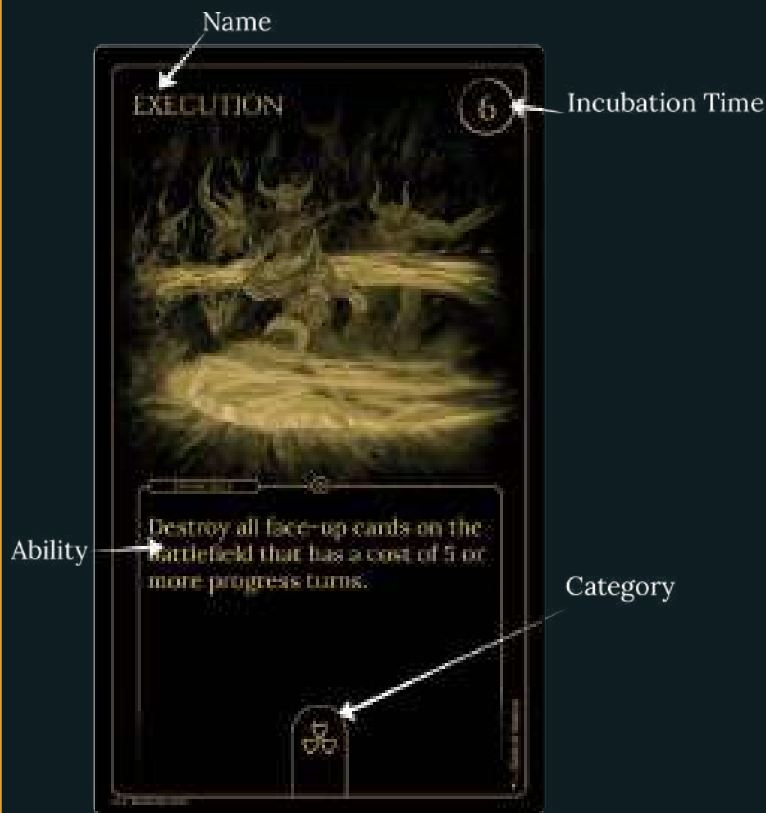 Name
EXECUTION
6
Incubation Time
Destroy all face-up cards on the
Ability
battlefield that has a cost of 5 or
more progress turns.
Category